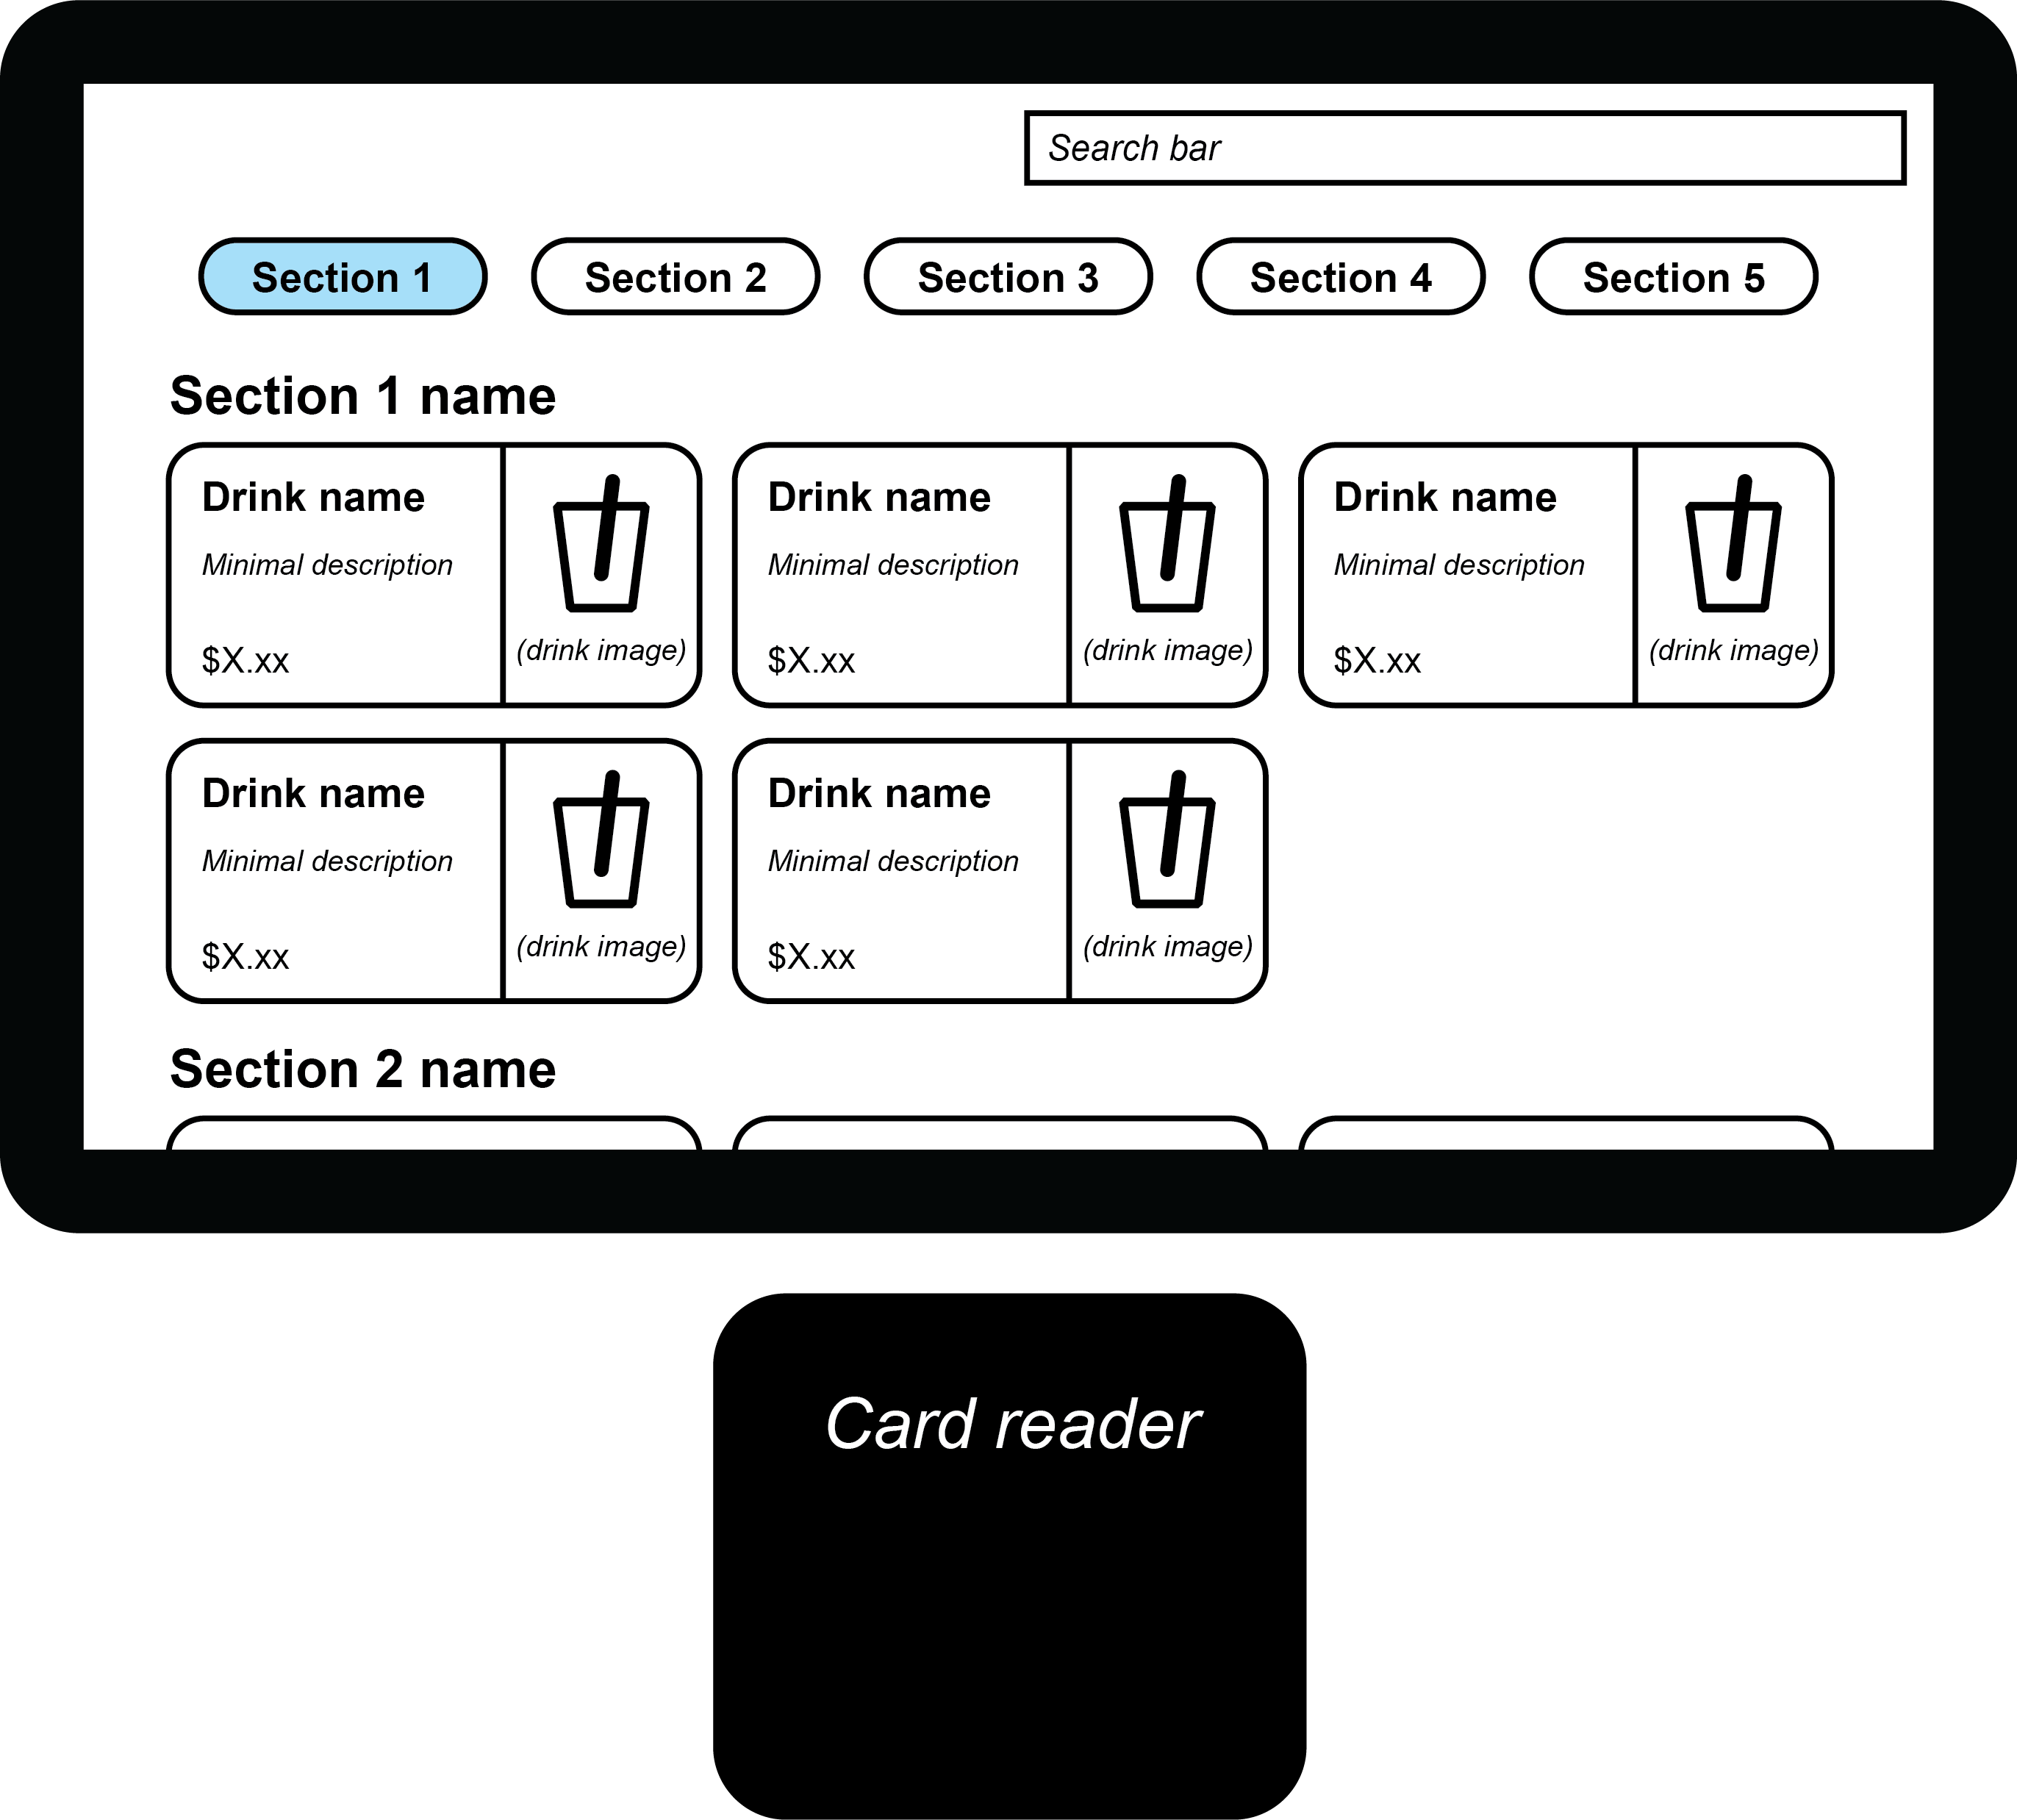 Search bar
Section 1
Section 2
Section 3
Section 4
Section 5
Section 1 name
Drink name
Minimal description
$X.xx
(drink image)
Drink name
Minimal description
$X.xx
(drink image)
Drink name
Minimal description
$X.xx
(drink image)
Drink name
Minimal description
$X.xx
(drink image)
Drink name
Minimal description
$X.xx
(drink image)
Section 2 name
Card reader